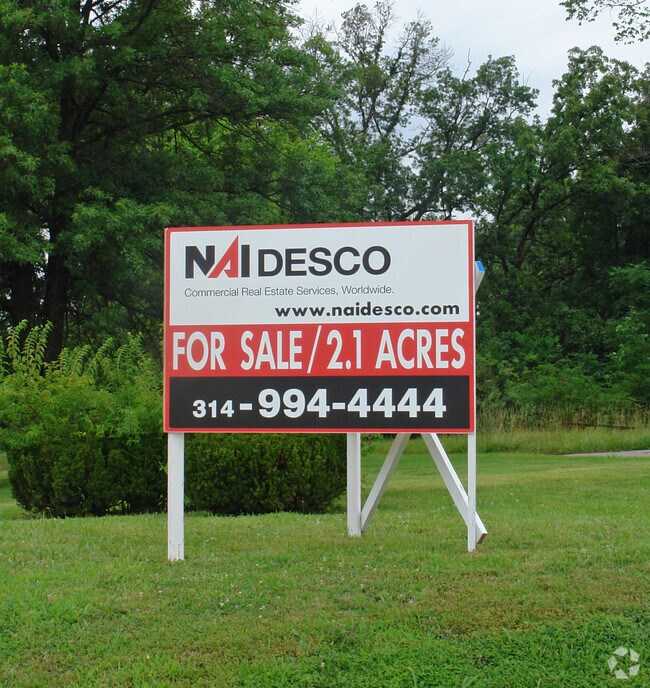 NAI DESCO
Commercial Real Estate Services, Worldwide.
www.naidesco.com
FOR SALE/2.1 ACRES
314-994-4444